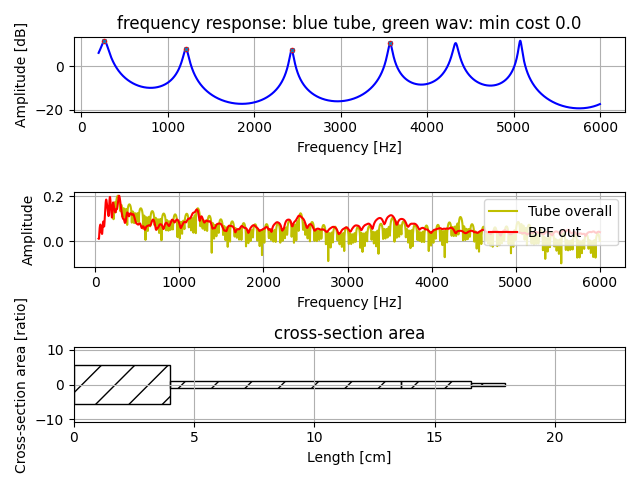 frequency response: blue tube, green wav: min cost 0.0
Amplitude [dB]
0
−20
0 1000 2000 3000 4000 5000 6000
Frequency [Hz]
Amplitude
0.2
0.0
Tube overall
BPF out
0 1000 2000 3000 4000 5000 6000
Frequency [Hz]
cross-section area
Cross-section area [ratio]
10
0
−10
0 5 10 15 20
Length [cm]